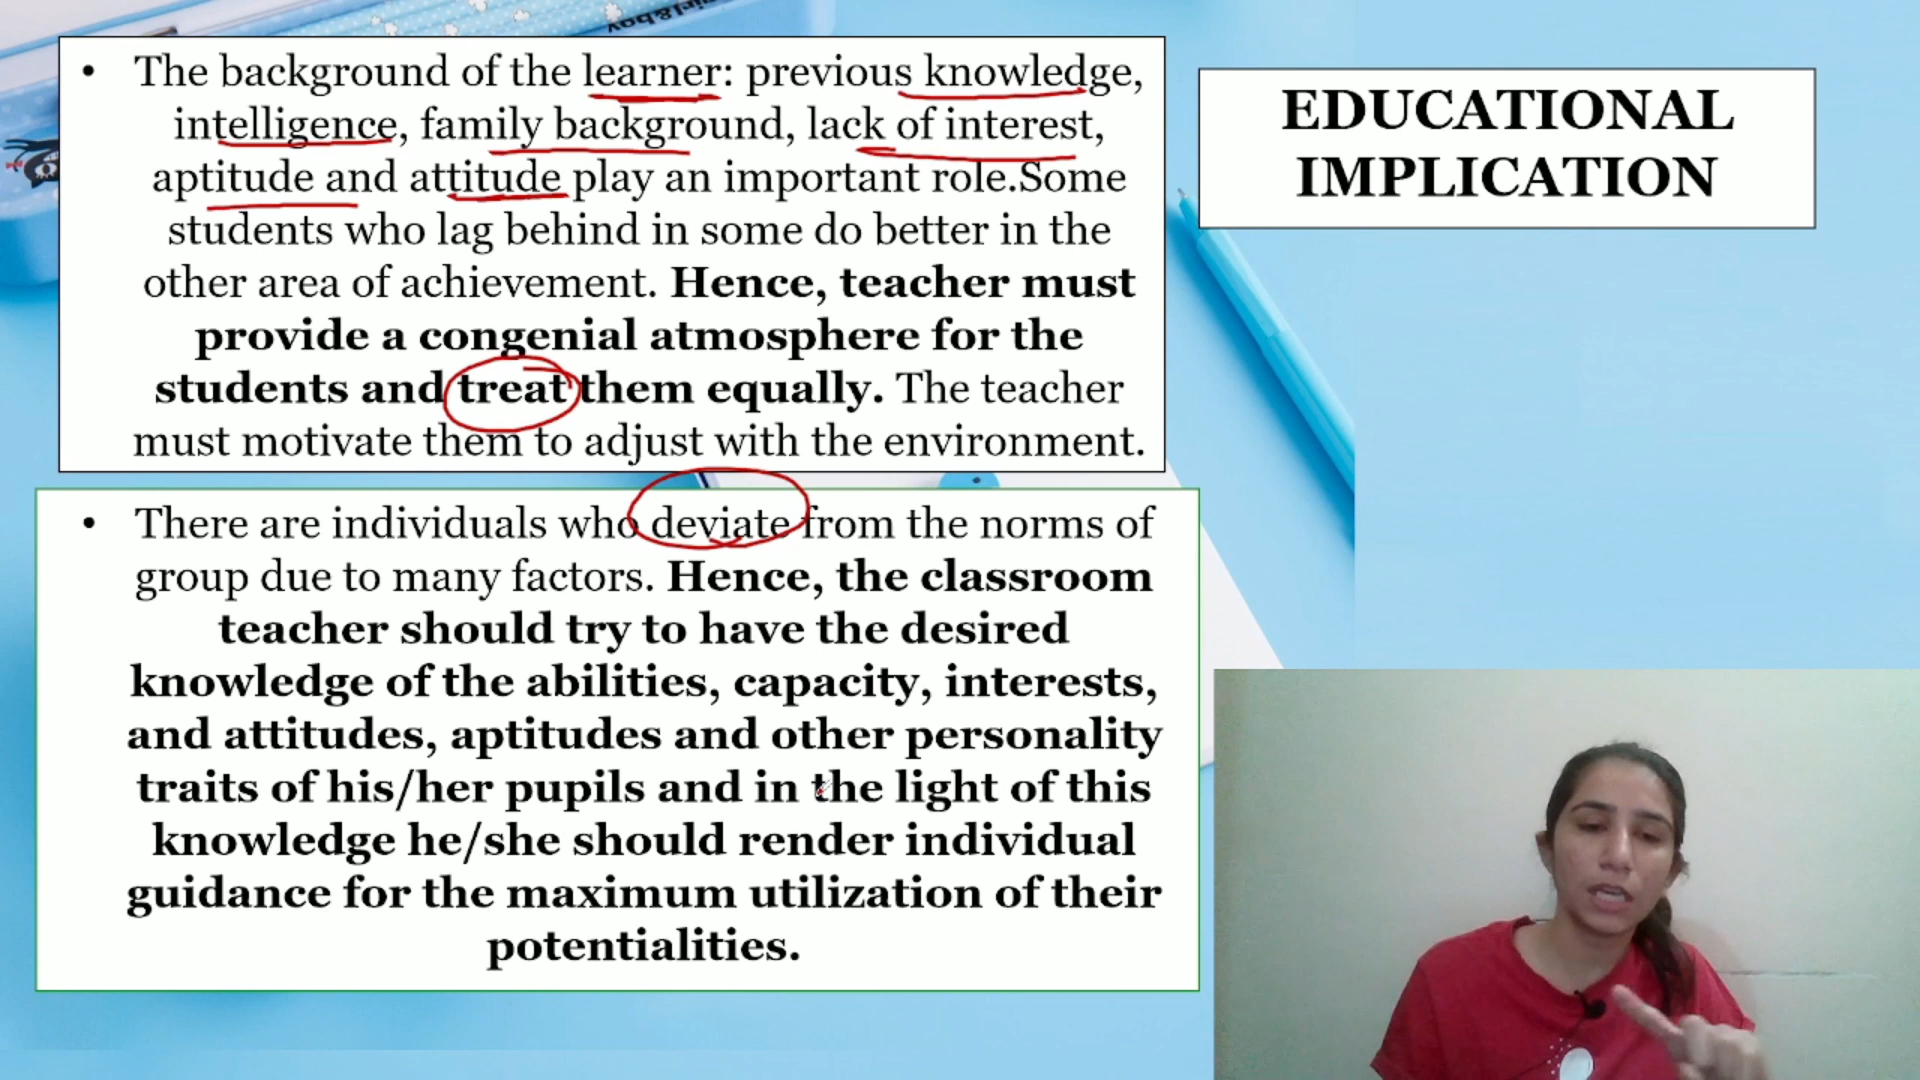 • The background of the learner: previous knowledge,
intelligence, family background, lack of interest,
aptitude and attitude play an important role.Some
students who lag behind in some do better in the
other area of achievement. Hence, teacher must
provide a congenial atmosphere for the
students and treat them equally. The teacher
must motivate them to adjust with the environment.
• There are individuals who deviate from the norms of
group due to many factors. Hence, the classroom
teacher should try to have the desired
knowledge of the abilities, capacity, interests,
and attitudes, aptitudes and other personality
traits of his/her pupils and in the light of this
knowledge he/she should render individual
guidance for the maximum utilization of their
potentialities.
EDUCATIONAL
IMPLICATION